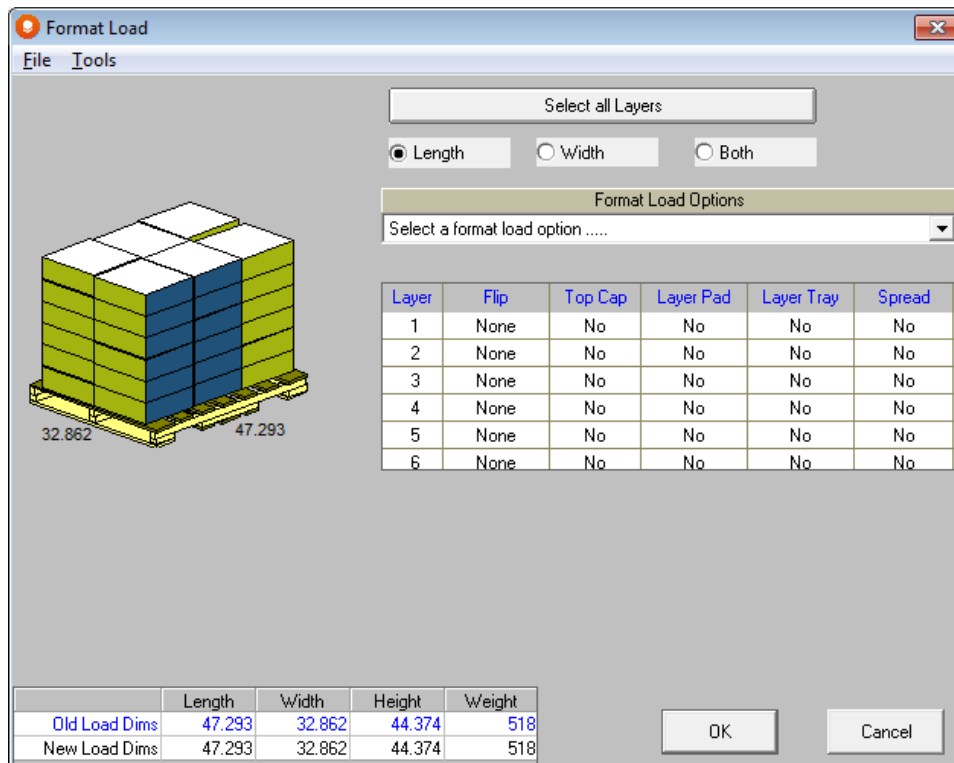 Format Load
File Tools
Select all Layers
Length Width Both
Format Load Options
Select a format load option .....
Layer Flip Top Cap Layer Pad Layer Tray Spread
1 None No No No No
2 None No No No No
3 None No No No No
4 None No No No No
5 None No No No No
6 None No No No No
32.862 47.293
Length Width Height Weight
Old Load Dims 47.293 32.862 44.374 518
New Load Dims 47.293 32.862 44.374 518
OK Cancel